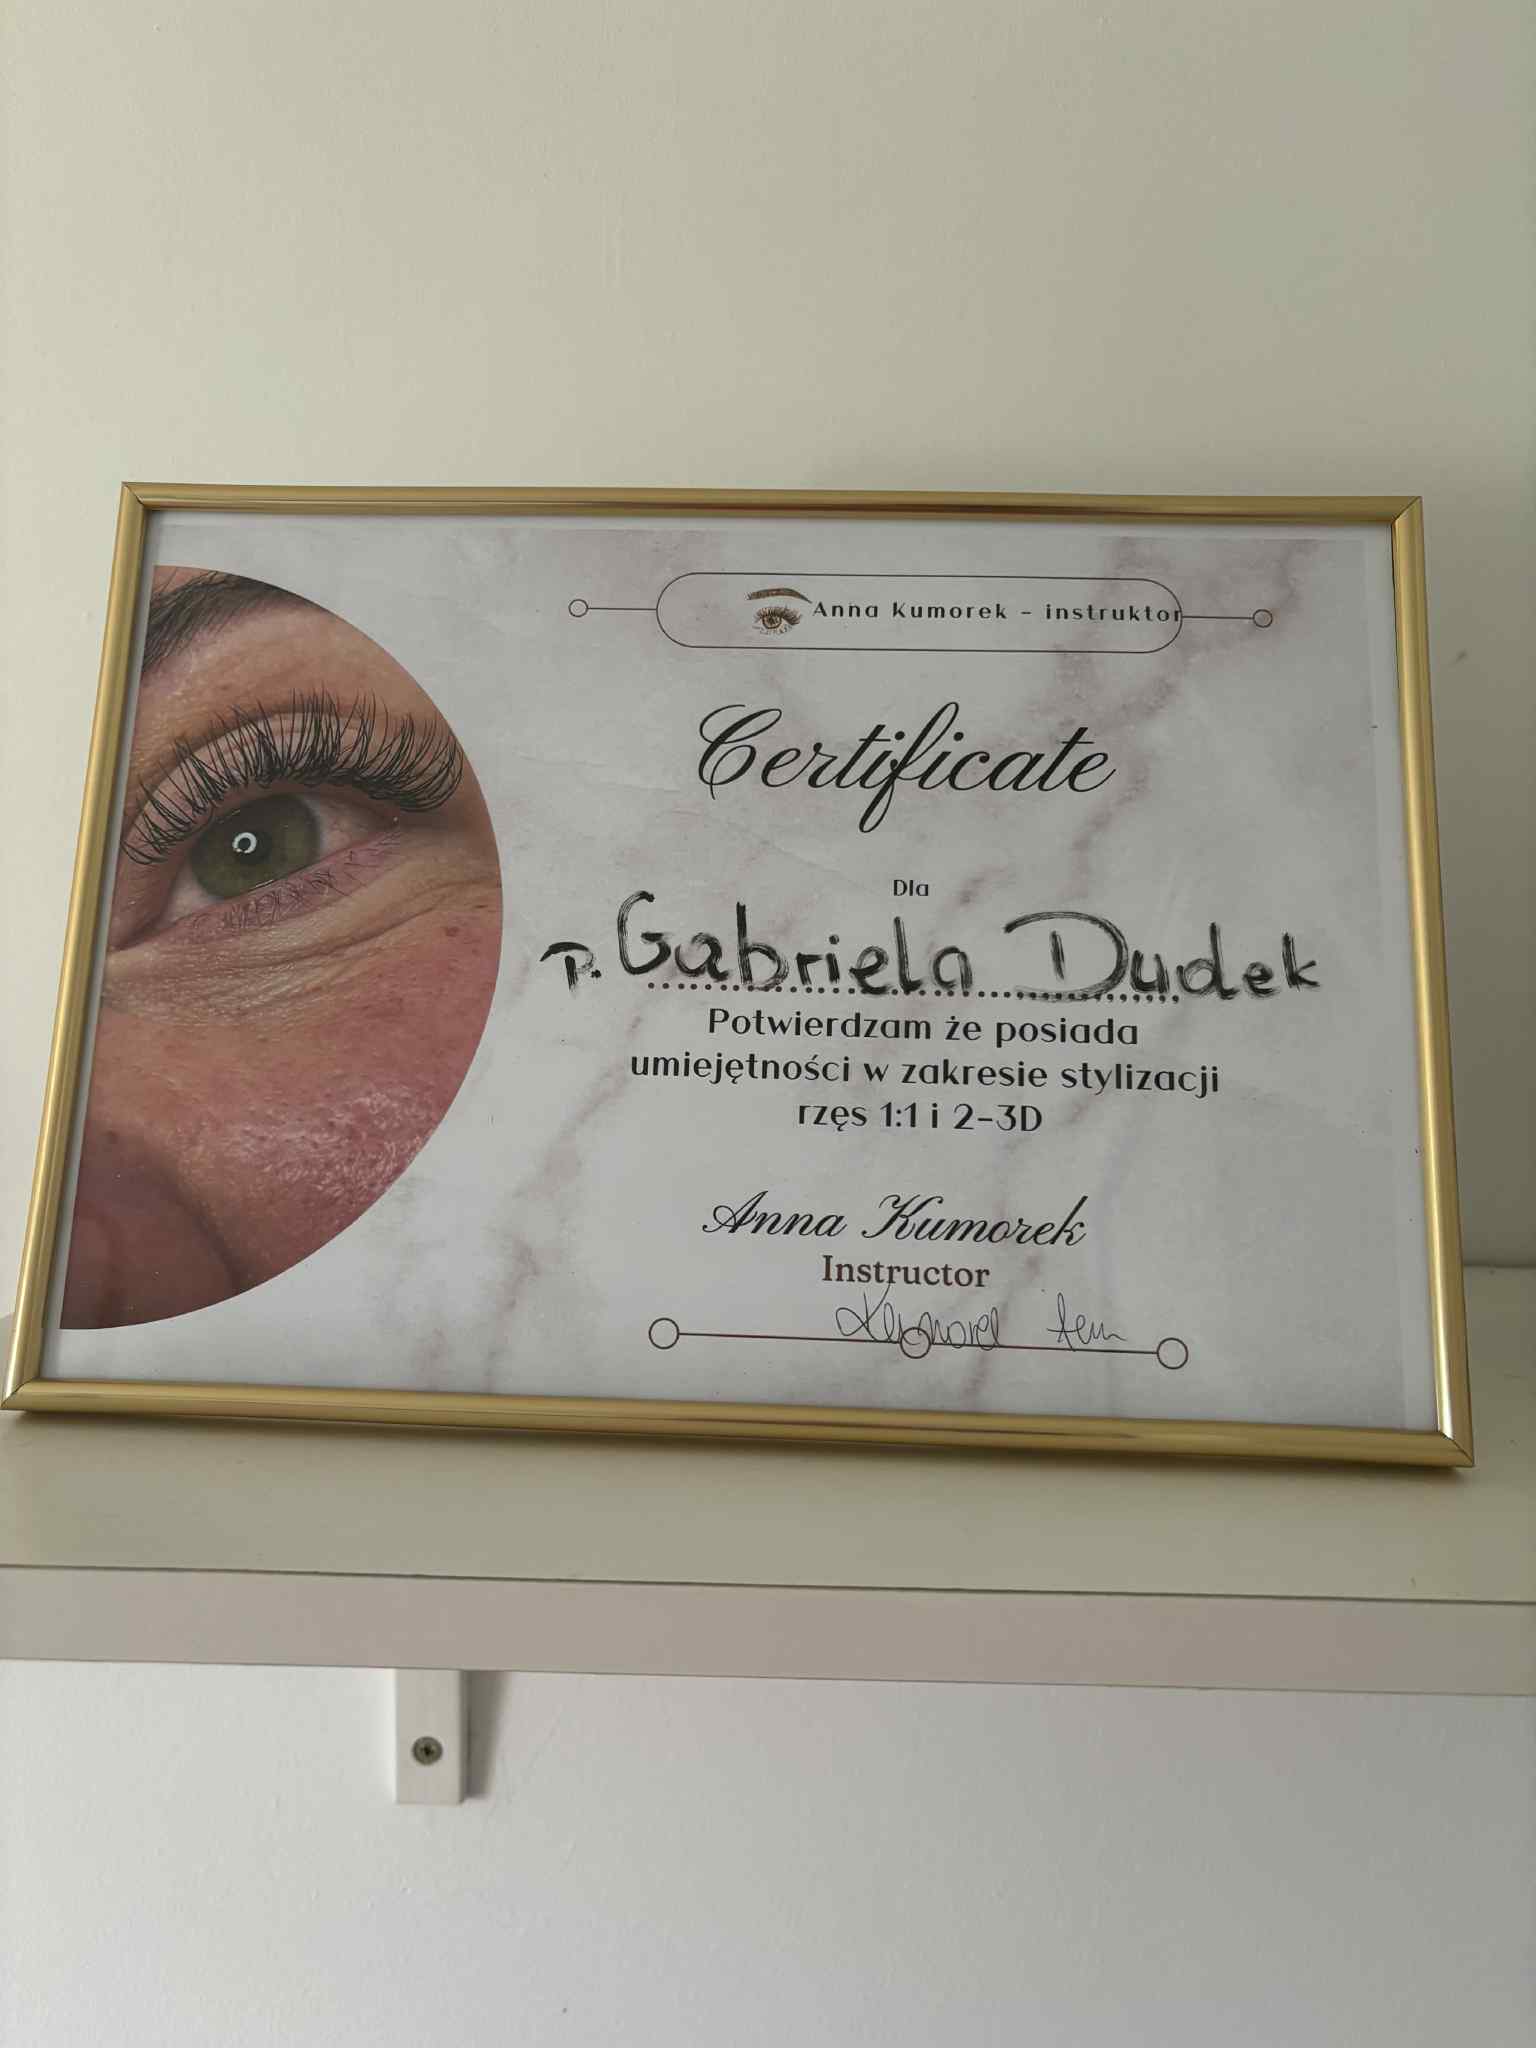 Anna Kumorek - instruktor
Certificate
Dla
P. Gabriela Dudek
Potwierdzam że posiada
umiejętności w zakresie stylizacji
rzęs 1:1 i 2-3D
Anna Kumorek
Instructor
Kumorek